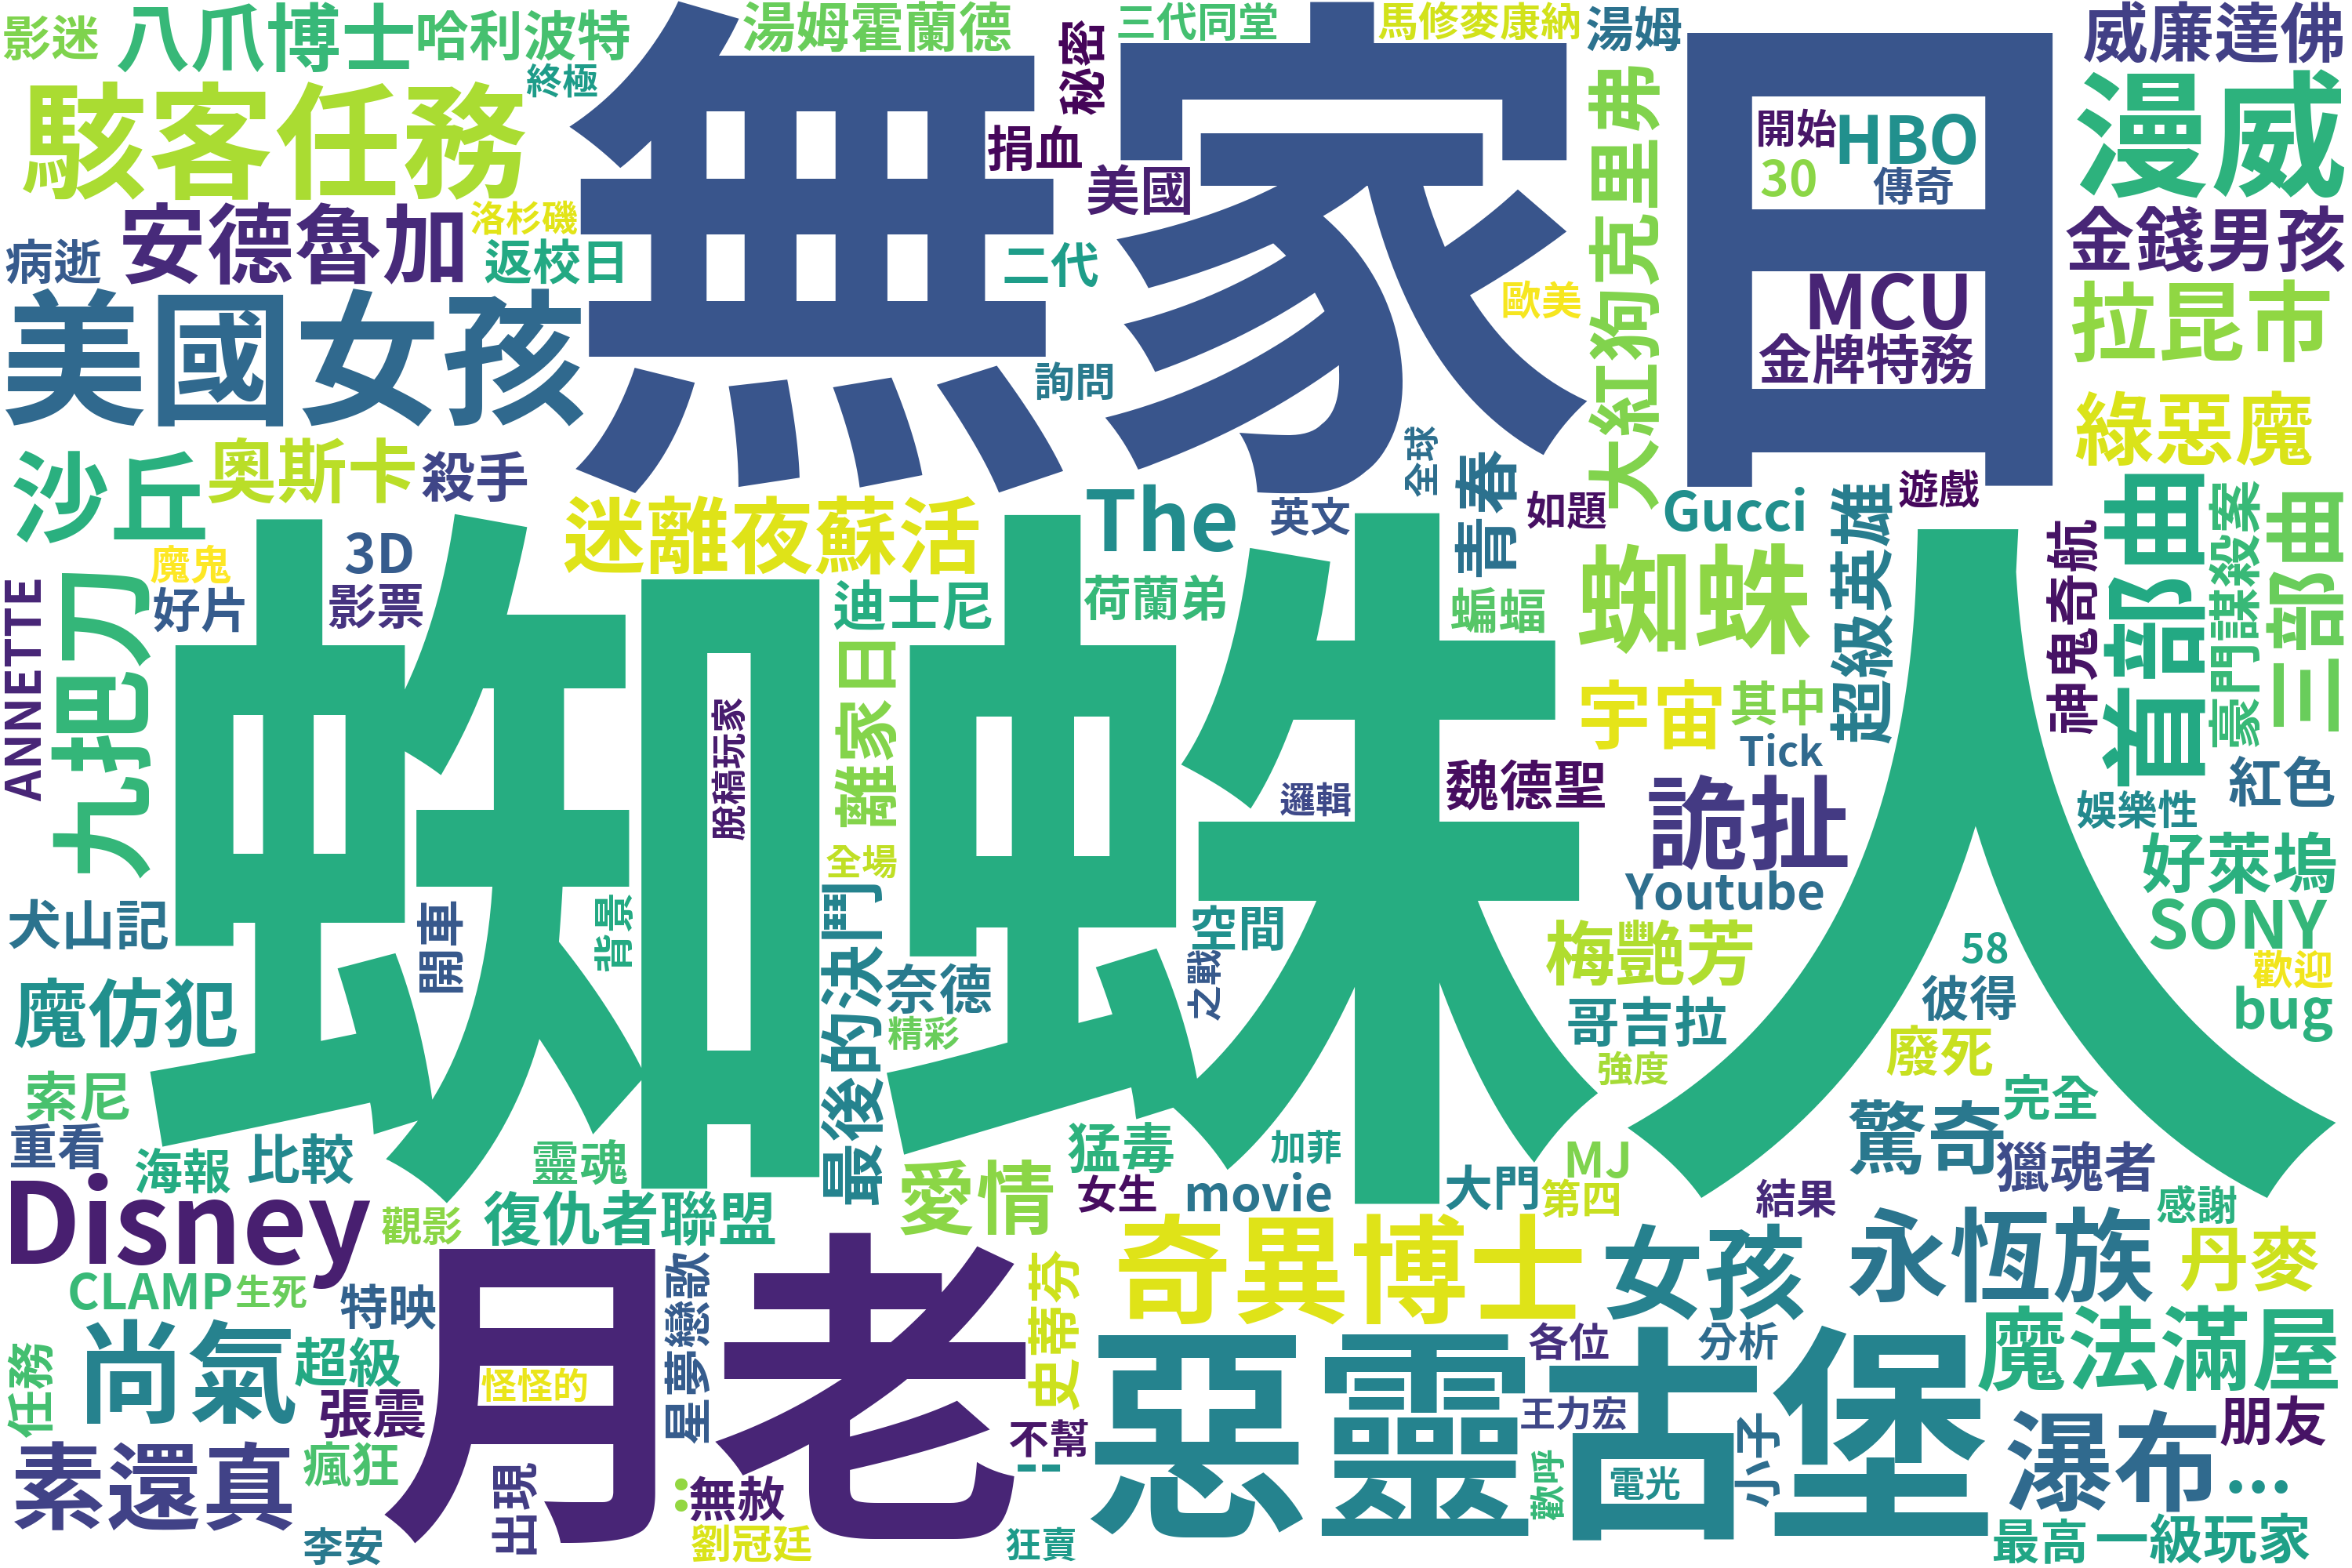 影迷
八爪博士
哈利波特
終極
湯姆霍蘭德
秘密
三代同堂
馬修麥康納
湯姆
威廉達佛
駭客任務
無家日
捐血
美國
大紅狗克里弗
開始
HBO
30
傳奇
漫威
安德魯加
洛杉磯
返校日
病逝
二代
歐美
MCU
金牌特務
金錢男孩
拉昆市
美國女孩
詢問
綠惡魔
沙丘
奧斯卡
殺手
全球
青春
英文
如題
遊戲
迷離夜蘇活
The
Gucci
超級英雄
首部曲
豪門謀殺案
三部曲
神鬼奇航
3D
魔鬼
好片
影票
迪士尼
荷蘭弟
蝙蝠
蜘蛛
ANNETTE
九把刀
蜘蛛人
離家日
脫稿玩家
宇宙
其中
Tick
紅色
魏德聖
邏輯
詭扯
娛樂性
好萊塢
全場
Youtube
SONY
犬山記
開車
背景
最後的決鬥
空間
之戰
梅艷芳
58
歡迎
bug
魔仿犯
奈德
精彩
哥吉拉
強度
彼得
廢死
索尼
完全
驚奇
重看
海報
比較
靈魂
猛毒
加菲
MJ
獵魂者
Disney
觀影
復仇者聯盟
愛情
女生
movie
大門
第四
結果
感謝
CLAMP
生死
特映
月老
星夢戀歌
史蒂芬
奇異博士
女孩
永恆族
丹麥
任務
尚氣
超級
怪怪的
張震
惡靈古堡
各位
分析
魔法滿屋
王力宏
小子
不幫
--
朋友
素還真
瘋狂
出現
:
無赦
歡呼
電光
瀑布
...
李安
劉冠廷
狂賣
最高
一級玩家